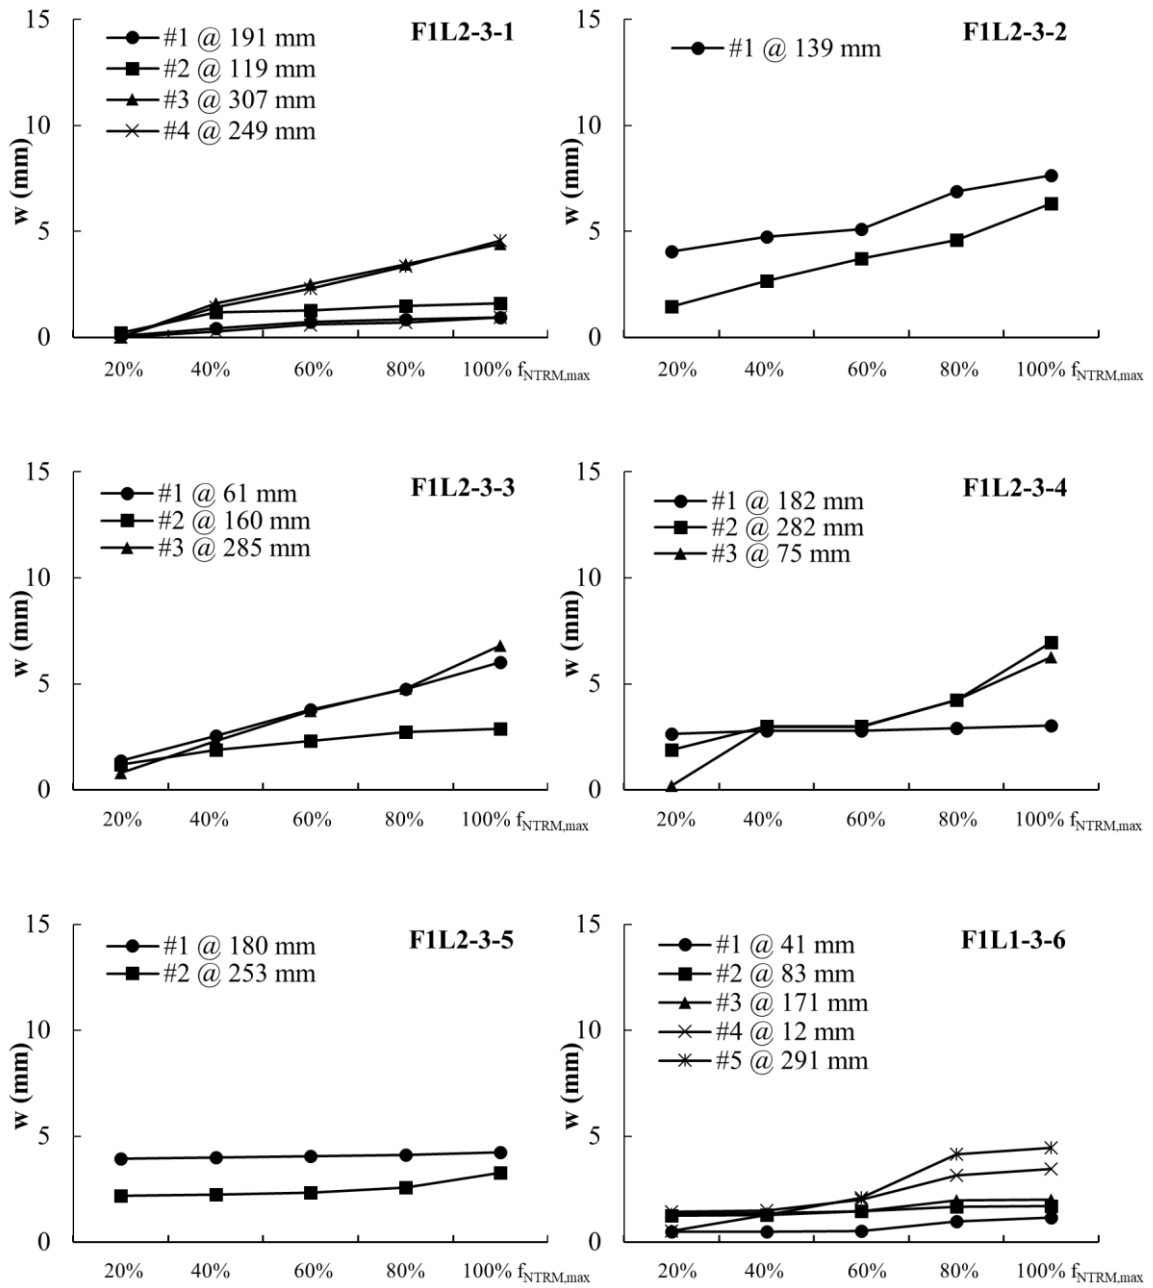 F1L2-3-1
#1 @ 191 mm
#2 @ 119 mm
#3 @ 307 mm
#4 @ 249 mm
w (mm)
15
10
5
0
20% 40% 60% 80% 100% fNTRM,max
F1L2-3-2
#1 @ 139 mm
w (mm)
15
10
5
0
20% 40% 60% 80% 100% fNTRM,max
F1L2-3-3
#1 @ 61 mm
#2 @ 160 mm
#3 @ 285 mm
w (mm)
15
10
5
0
20% 40% 60% 80% 100% fNTRM,max
F1L2-3-4
#1 @ 182 mm
#2 @ 282 mm
#3 @ 75 mm
w (mm)
15
10
5
0
20% 40% 60% 80% 100% fNTRM,max
F1L2-3-5
#1 @ 180 mm
#2 @ 253 mm
w (mm)
15
10
5
0
20% 40% 60% 80% 100% fNTRM,max
F1L1-3-6
#1 @ 41 mm
#2 @ 83 mm
#3 @ 171 mm
#4 @ 12 mm
#5 @ 291 mm
w (mm)
15
10
5
0
20% 40% 60% 80% 100% fNTRM,max